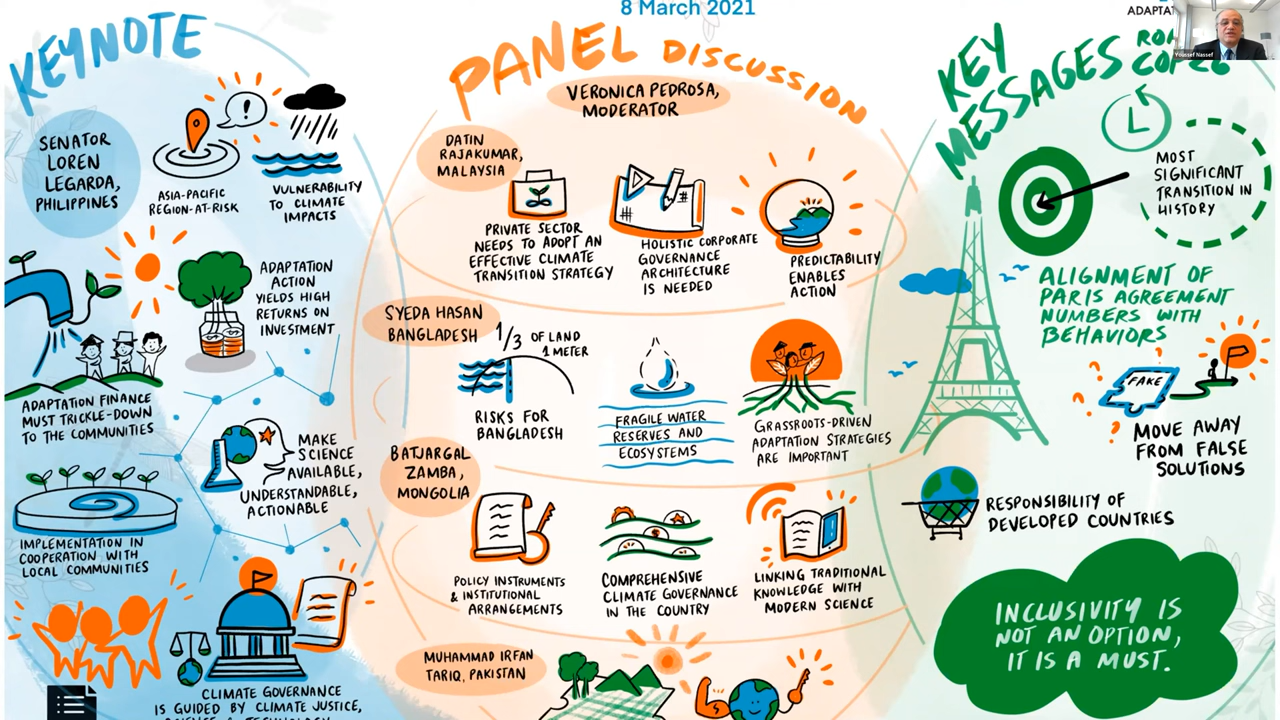 8 March 2021
ADAPTAT
Youssef Nassef
KEYNOTE
SENATOR
LOREN
LEGARDA,
PHILIPPINES
ASIA-PACIFIC
REGION-AT-RISK
VULNERABILITY
TO CLIMATE
IMPACTS
ADAPTATION
ACTION
YIELDS HIGH
RETURNS ON
INVESTMENT
ADAPTATION FINANCE
MUST TRICKLE-DOWN
TO THE COMMUNITIES
MAKE
SCIENCE
AVAILABLE,
UNDERSTANDABLE,
ACTIONABLE
IMPLEMENTATION IN
COOPERATION WITH
LOCAL COMMUNITIES
CLIMATE GOVERNANCE
IS GUIDED BY CLIMATE JUSTICE,
SCIENCE & TECHNOLOGY
PANEL DISCUSSION
VERONICA PEDROSA,
MODERATOR
DATIN
RAJAKUMAR,
MALAYSIA
PRIVATE SECTOR
NEEDS TO ADOPT AN
EFFECTIVE CLIMATE
TRANSITION STRATEGY
HOLISTIC CORPORATE
GOVERNANCE
ARCHITECTURE
IS NEEDED
PREDICTABILITY
ENABLES
ACTION
SYEDA HASAN
BANGLADESH
1/3 OF LAND
1 METER
RISKS FOR
BANGLADESH
FRAGILE WATER
RESERVES AND
ECOSYSTEMS
GRASSROOTS-DRIVEN
ADAPTATION STRATEGIES
ARE IMPORTANT
BATJARGAL
ZAMBA,
MONGOLIA
POLICY INSTRUMENTS
& INSTITUTIONAL
ARRANGEMENTS
COMPREHENSIVE
CLIMATE GOVERNANCE
IN THE COUNTRY
LINKING TRADITIONAL
KNOWLEDGE WITH
MODERN SCIENCE
MUHAMMAD IRFAN
TARIQ, PAKISTAN
KEY
MESSAGES
MOST
SIGNIFICANT
TRANSITION IN
HISTORY
ALIGNMENT OF
PARIS AGREEMENT
NUMBERS WITH
BEHAVIORS
FAKE
MOVE AWAY
FROM FALSE
SOLUTIONS
RESPONSIBILITY OF
DEVELOPED COUNTRIES
INCLUSIVITY IS
NOT AN OPTION,
IT IS A MUST.